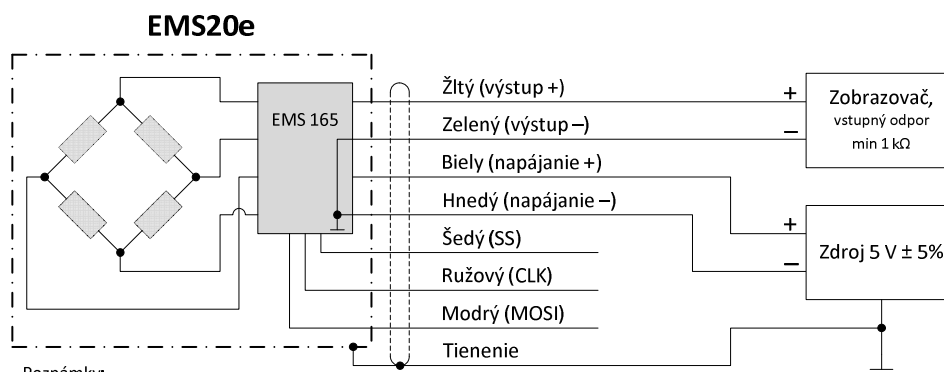 EMS20e
EMS 165
Žltý (výstup +)
Zelený (výstup –)
Biely (napájanie +)
Hnedý (napájanie –)
Šedý (SS)
Ružový (CLK)
Modrý (MOSI)
Tienenie
+
–
Zobrazovač,
vstupný odpor
min 1 kΩ
+
–
Zdroj 5 V ± 5%
Poznámky: